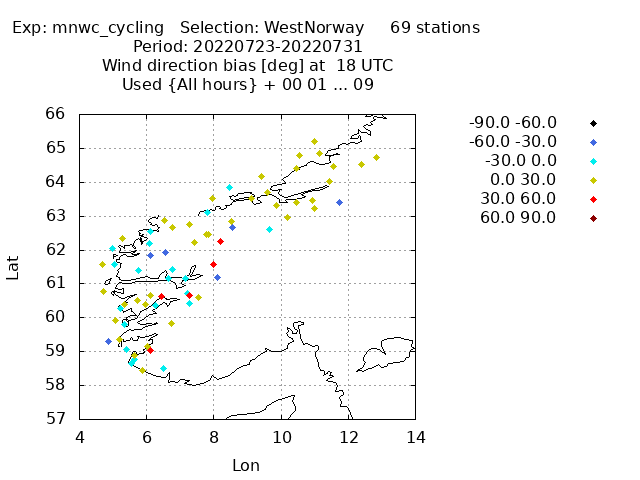 Exp: mnwc_cycling   Selection: WestNorway     69 stations
Period: 20220723-20220731
Wind direction bias [deg] at  18 UTC
Used {All hours} + 00 01 ... 09
-90.0 -60.0
-60.0 -30.0
-30.0 0.0
0.0 30.0
30.0 60.0
60.0 90.0
66
65
64
63
62
61
60
59
58
57
Lat
4 6 8 10 12 14
Lon